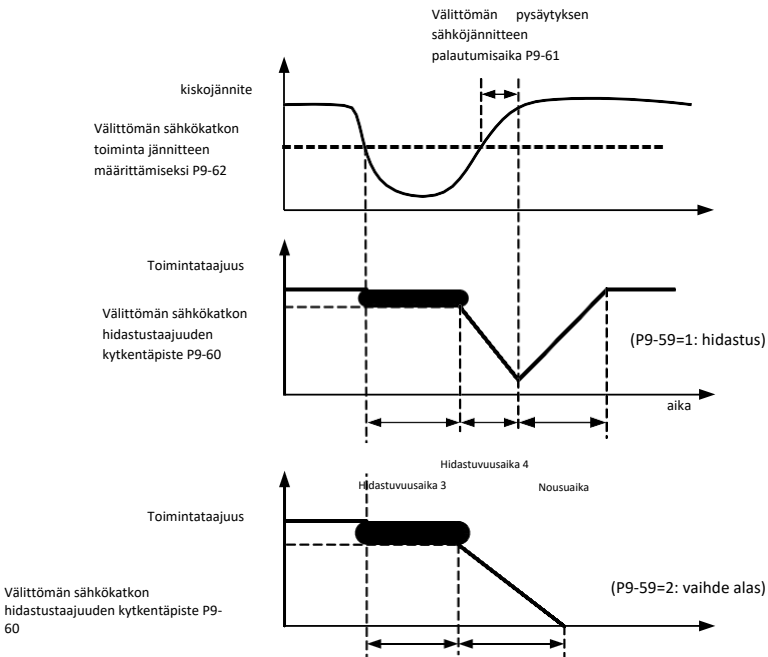 Välittömän pysäytyksen
sähköjännitteen
palautumisaika P9-61
kiskojännite
Välittömän sähkökatkon
toiminta jännitteen
määrittämiseksi P9-62
Toimintataajuus
Välittömän sähkökatkon
hidastustaajuuden
kytkentäpiste P9-60
(P9-59=1: hidastus)
aika
Hidastuvuusaika 4
Hidastuvuusaika 3
Nousuaika
Toimintataajuus
(P9-59=2: vaihde alas)
Välittömän sähkökatkon
hidastustaajuuden kytkentäpiste P9-
60